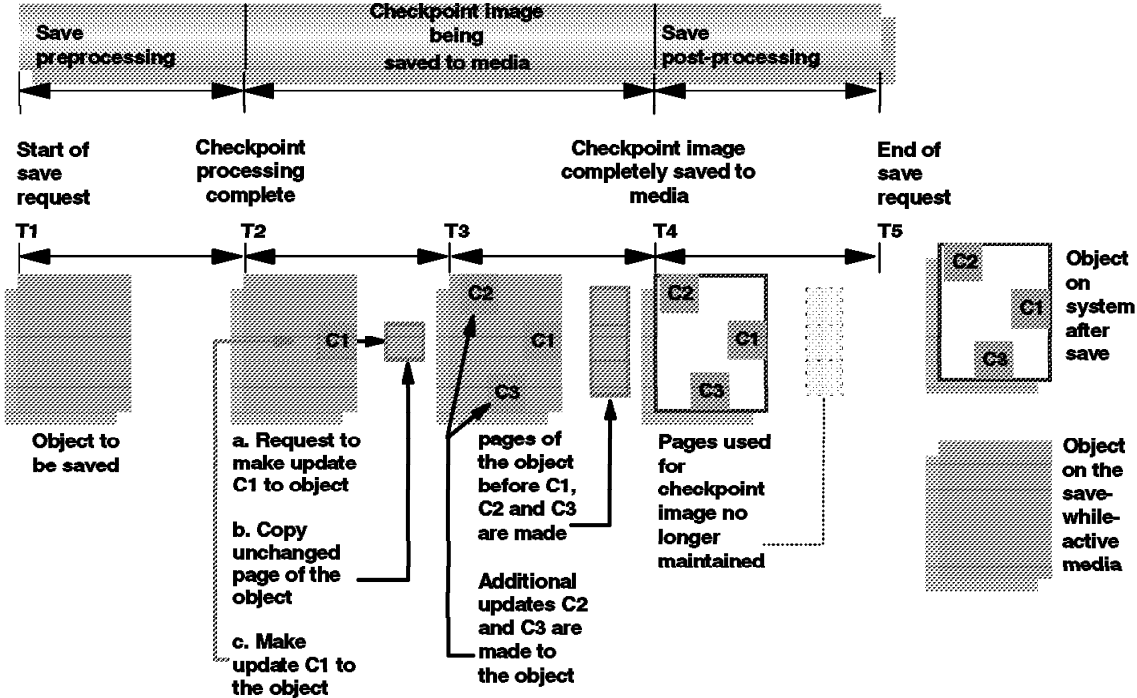 Save
preprocessing
Checkpoint image
being
saved to media
Save
post-processing
Start of
save
request
Checkpoint
processing
complete
Checkpoint image
completely saved to
media
End of
save
request
T1
T2
T3
T4
T5
C1
C2
C1
C3
C2
C1
C3
C2
C1
C3
Object
on
system
after
save
Object to
be saved
a. Request to
make update
C1 to object
b. Copy
unchanged
page of the
object
c. Make
update C1 to
the object
pages of
the object
before C1,
C2 and C3
are made
Additional
updates C2
and C3 are
made to
the object
Pages used
for
checkpoint
image no
longer
maintained
Object
on the
save-
while-
active
media